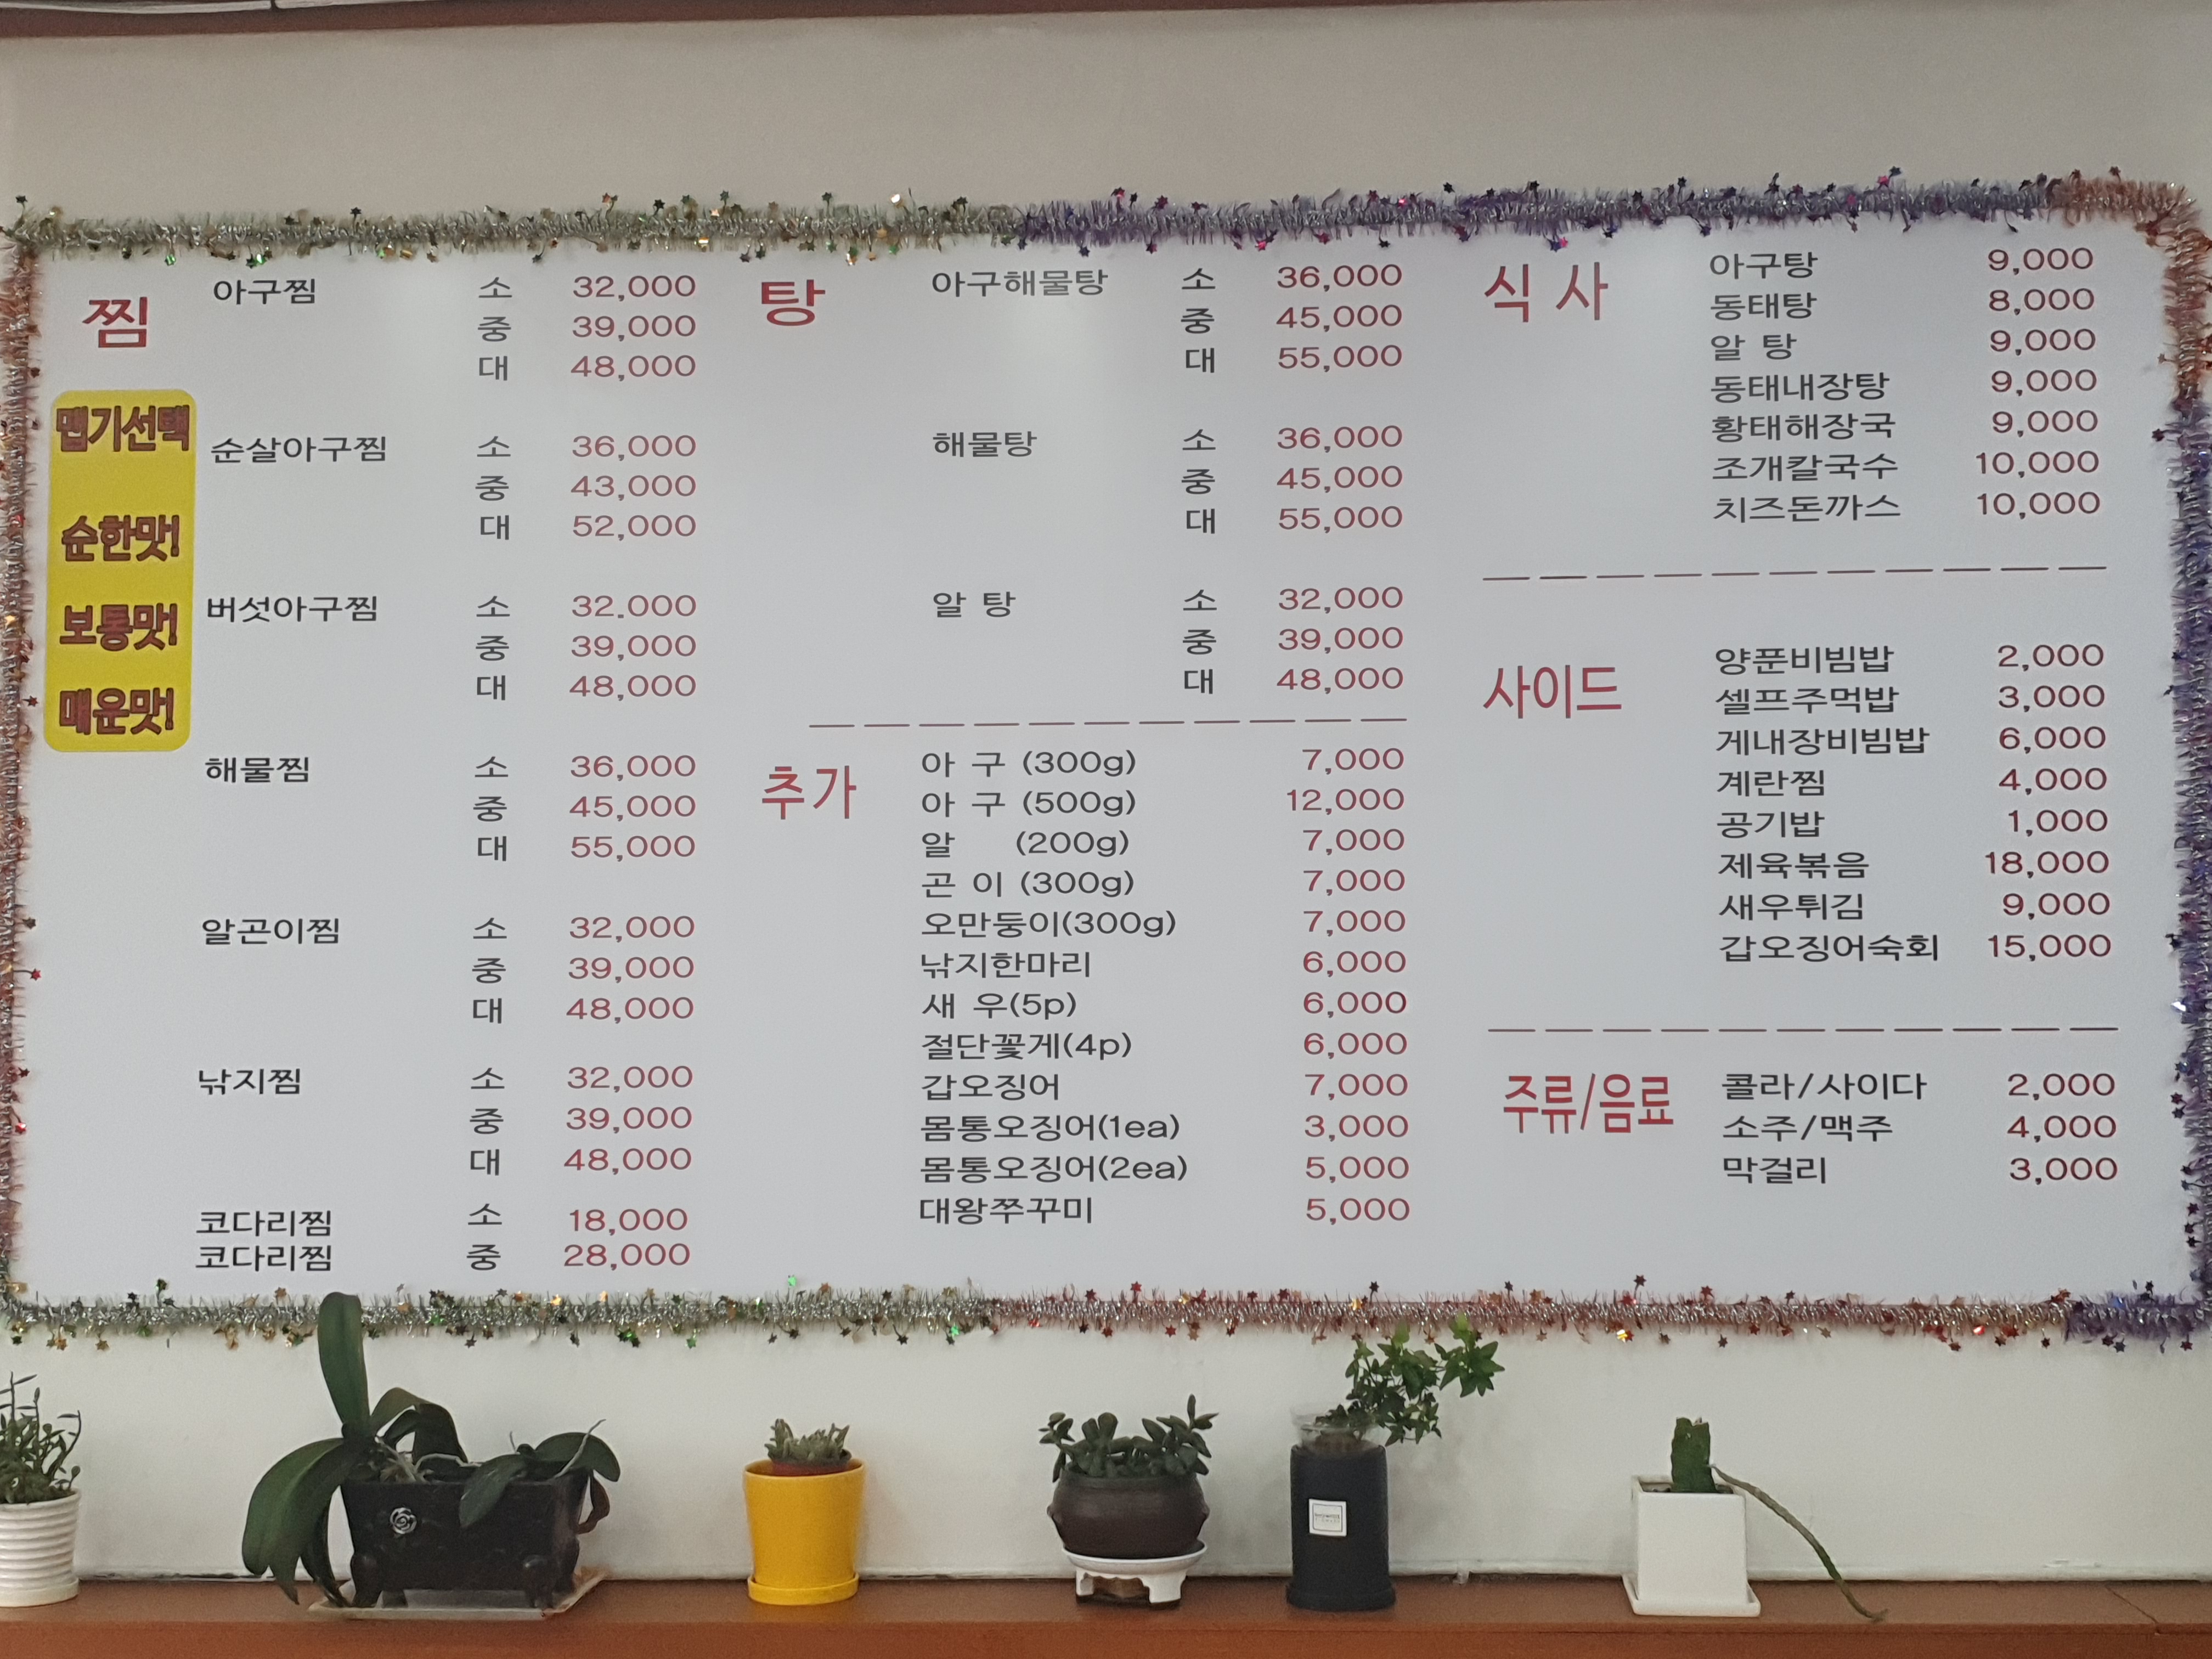 찜
맵기선택
순한맛!
보통맛!
매운맛!
아구찜 소 32,000
중 39,000
대 48,000
순살아구찜 소 36,000
중 43,000
대 52,000
버섯아구찜 소 32,000
중 39,000
대 48,000
해물찜 소 36,000
중 45,000
대 55,000
알곤이찜 소 32,000
중 39,000
대 48,000
낚지찜 소 32,000
중 39,000
대 48,000
코다리찜 소 18,000
코다리찜 중 28,000
탕
아구해물탕 소 36,000
중 45,000
대 55,000
해물탕 소 36,000
중 45,000
대 55,000
알 탕 소 32,000
중 39,000
대 48,000
추가
아 구 (300g) 7,000
아 구 (500g) 12,000
알 (200g) 7,000
곤 이 (300g) 7,000
오만둥이(300g) 7,000
낚지한마리 6,000
새 우(5p) 6,000
절단꽃게(4p) 6,000
갑오징어 7,000
몸통오징어(1ea) 3,000
몸통오징어(2ea) 5,000
대왕쭈꾸미 5,000
식 사
아구탕 9,000
동태탕 8,000
알 탕 9,000
동태내장탕 9,000
황태해장국 9,000
조개칼국수 10,000
치즈돈까스 10,000
사이드
양푼비빔밥 2,000
셀프주먹밥 3,000
게내장비빔밥 6,000
계란찜 4,000
공기밥 1,000
제육볶음 18,000
새우튀김 9,000
갑오징어숙회 15,000
주류/음료
콜라/사이다 2,000
소주/맥주 4,000
막걸리 3,000